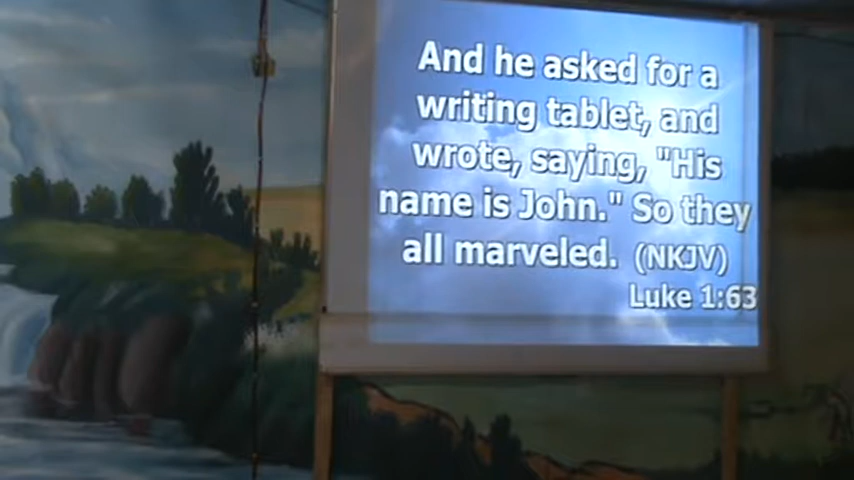 And he asked for a
writing tablet, and
wrote, saying, "His
name is John." So they
all marveled. (NKJV)
Luke 1:63